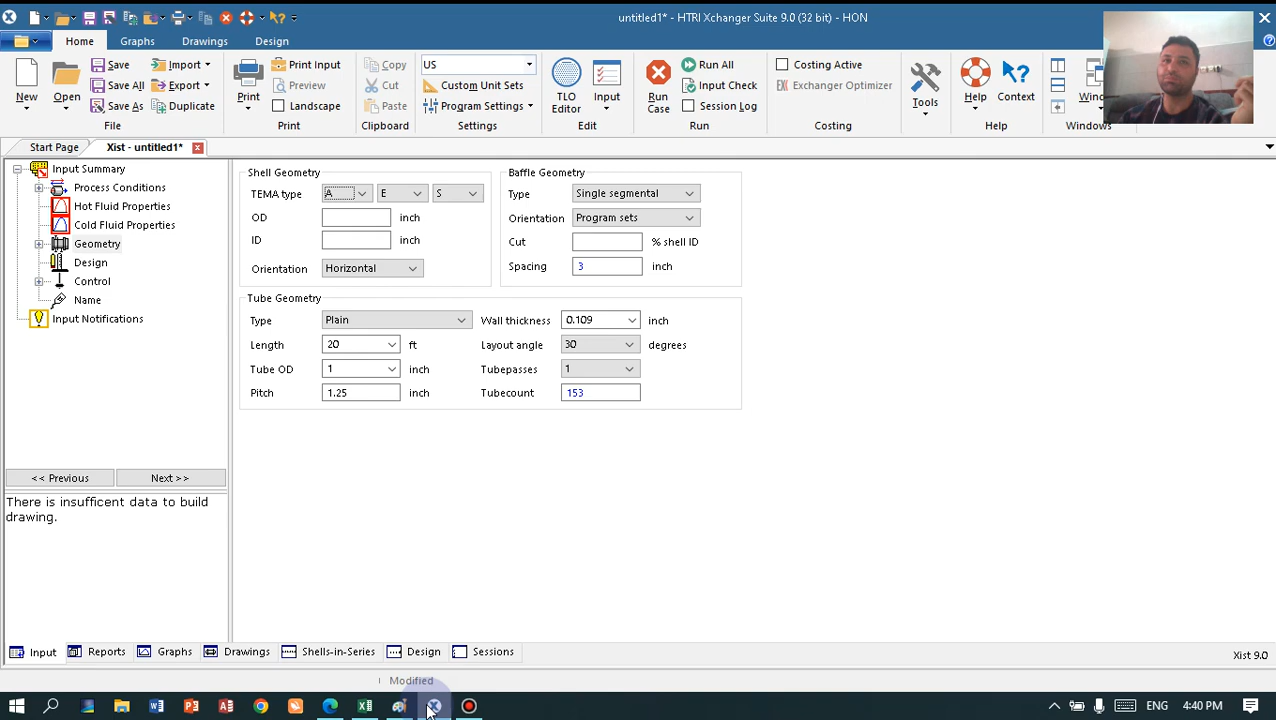 untitled1* - HTRI Xchanger Suite 9.0 (32 bit) - HON
Home Graphs Drawings Design
New Open Save Save All Save As Import Export Duplicate File
Print Print Input Preview Landscape Print
Copy Cut Paste Clipboard
US Custom Unit Sets Program Settings Settings
TLO Editor Input Edit
Run Case Run All Input Check Session Log Run
Costing Active Exchanger Optimizer Costing
Tools Help Context Help
Windows
Start Page Xist - untitled1*
Input Summary
Process Conditions
Hot Fluid Properties
Cold Fluid Properties
Geometry
Design
Control
Name
Input Notifications
<< Previous Next >>
There is insufficent data to build
drawing.
Shell Geometry
TEMA type A E S
OD inch
ID inch
Orientation Horizontal
Baffle Geometry
Type Single segmental
Orientation Program sets
Cut % shell ID
Spacing 3 inch
Tube Geometry
Type Plain Wall thickness 0.109 inch
Length 20 ft Layout angle 30 degrees
Tube OD 1 inch Tubepasses 1
Pitch 1.25 inch Tubecount 153
Input Reports Graphs Drawings Shells-in-Series Design Sessions Xist 9.0
Modified
ENG 4:40 PM